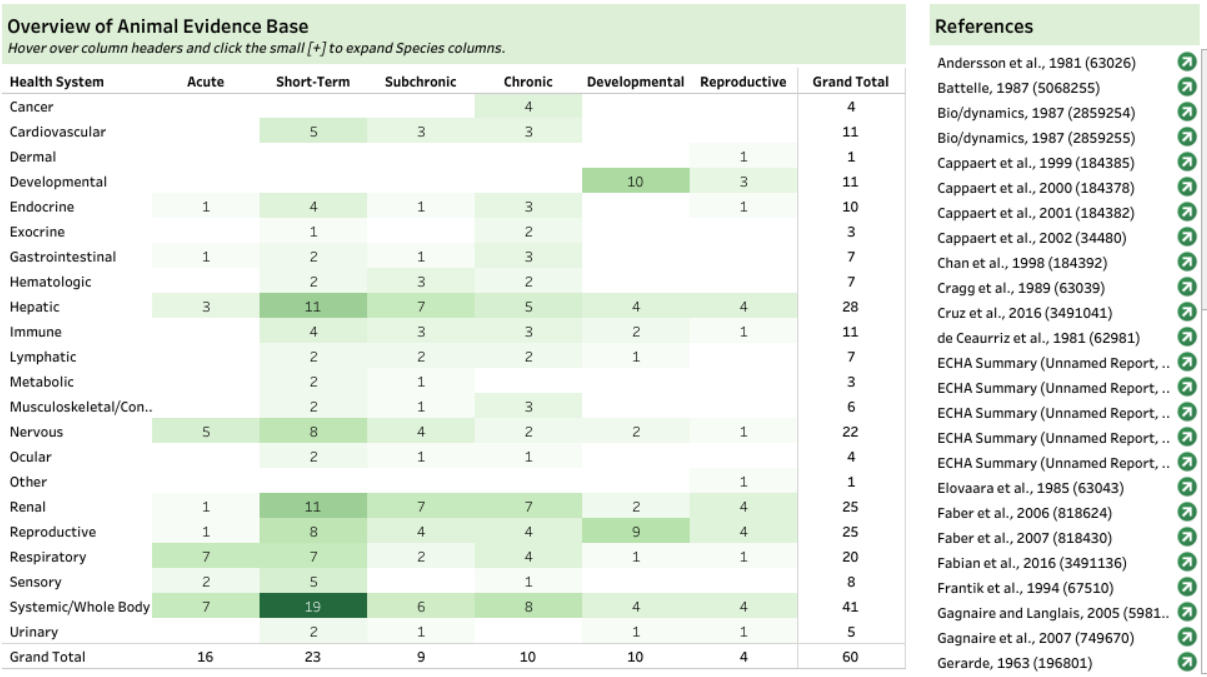 Overview of Animal Evidence Base
Hover over column headers and click the small [+] to expand Species columns.
Health System Acute Short-Term Subchronic Chronic Developmental Reproductive Grand Total
Cancer 4 4
Cardiovascular 5 3 3 11
Dermal 1 1
Developmental 10 3 11
Endocrine 1 4 1 3 1 10
Exocrine 1 2 3
Gastrointestinal 1 2 1 3 7
Hematologic 2 3 2 7
Hepatic 3 11 7 5 4 4 28
Immune 4 3 3 2 1 11
Lymphatic 2 2 2 1 7
Metabolic 2 1 3
Musculoskeletal/Con.. 2 1 3 6
Nervous 5 8 4 2 2 1 22
Ocular 2 1 1 4
Other 1 1
Renal 1 11 7 7 2 4 25
Reproductive 1 8 4 4 9 4 25
Respiratory 7 7 2 4 1 1 20
Sensory 2 5 1 8
Systemic/Whole Body 7 19 6 8 4 4 41
Urinary 2 1 1 1 5
Grand Total 16 23 9 10 10 4 60
References
Andersson et al., 1981 (63026)
Battelle, 1987 (5068255)
Bio/dynamics, 1987 (2859255)
Bio/dynamics, 1987 (2859254)
Cappaert et al., 1999 (184385)
Cappaert et al., 2000 (184378)
Cappaert et al., 2001 (184382)
Cappaert et al., 2002 (34480)
Chan et al., 1998 (184392)
Cragg et al., 1989 (63039)
Cruz et al., 2016 (3491041)
de Ceaurriz et al., 1981 (62981)
ECHA Summary (Unnamed Report, ..
ECHA Summary (Unnamed Report, ..
ECHA Summary (Unnamed Report, ..
ECHA Summary (Unnamed Report, ..
ECHA Summary (Unnamed Report, ..
Elovaara et al., 1985 (63043)
Faber et al., 2006 (818624)
Faber et al., 2007 (818430)
Fabian et al., 2016 (3491136)
Frantik et al., 1994 (67510)
Gagnaire and Langlais, 2005 (5981..
Gagnaire et al., 2007 (749670)
Gerarde, 1963 (196801)